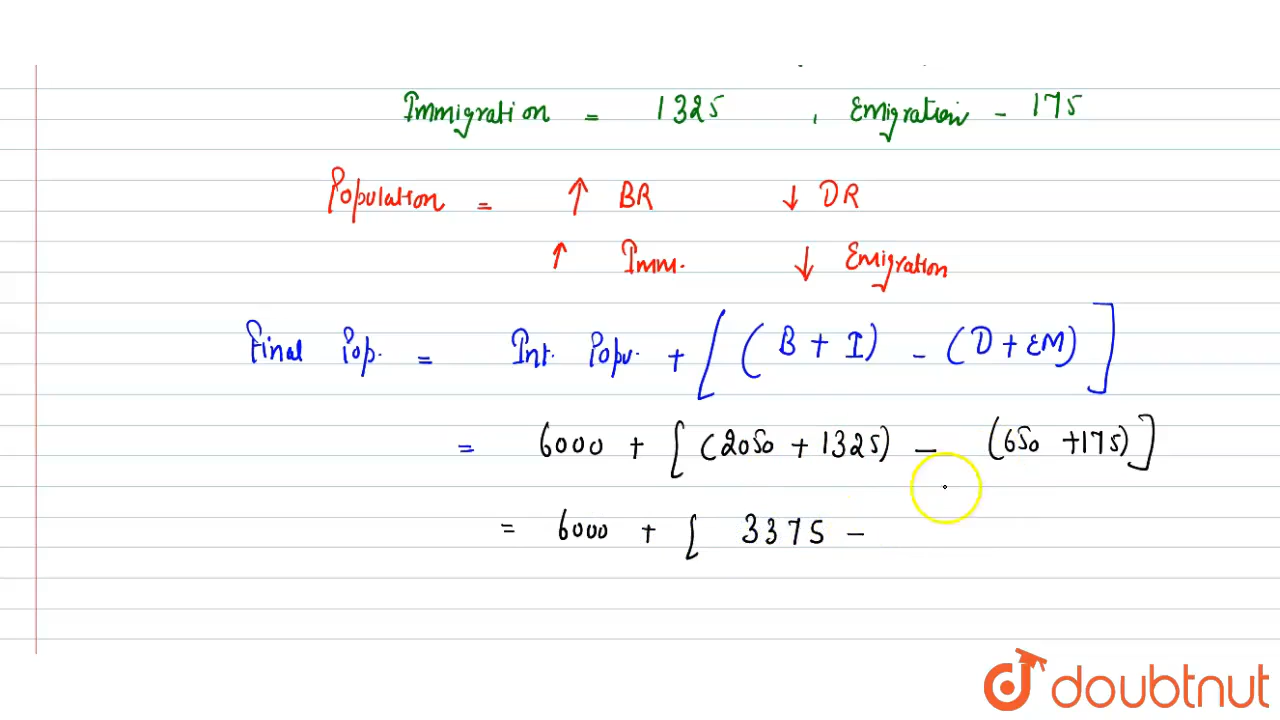 Immigration = 1325 , Emigration - 175
Population = ↑ BR ↓ DR
↑ Imm. ↓ Emigration
Final Pop. = Int. Popu. + [ ( B + I ) - ( D + EM ) ]
= 6000 + [ ( 2050 + 1325 ) - ( 650 + 175 ) ]
= 6000 + [ 3375 -
doubtnut